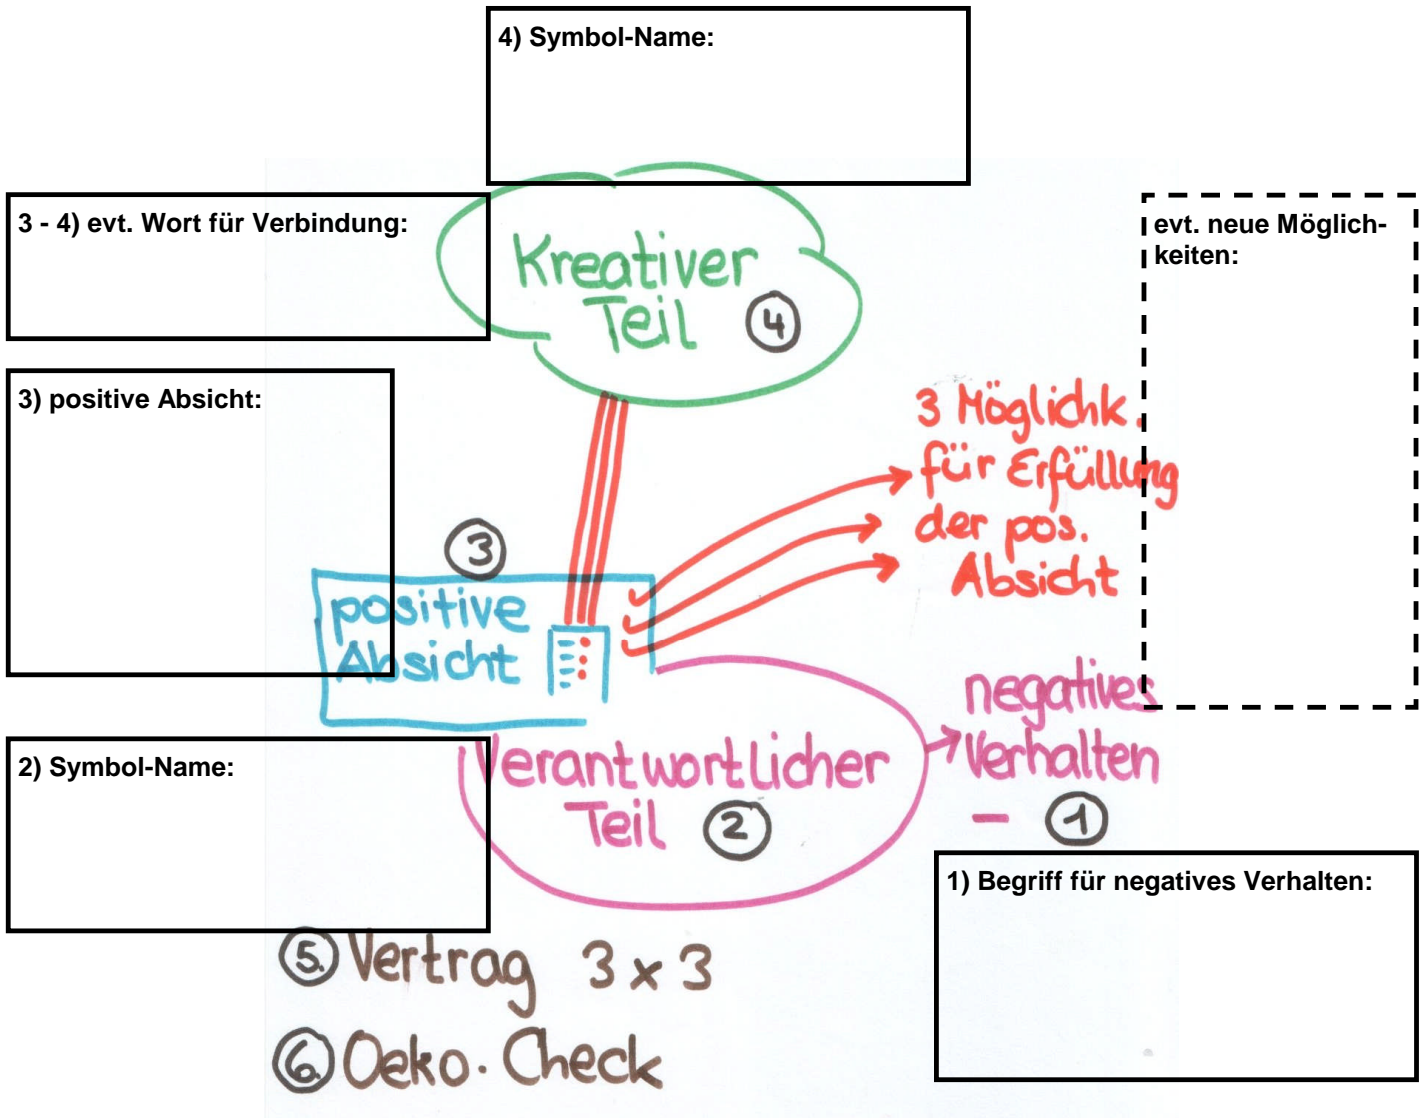 4) Symbol-Name:
3 - 4) evt. Wort für Verbindung:
evt. neue Möglich-
keiten:
Kreativer
Teil 4
3) positive Absicht:
3 Möglichk.
für Erfüllung
der pos.
Absicht
3
positive
Absicht
negatives
Verhalten
- 1
2) Symbol-Name:
Verantwortlicher
Teil 2
1) Begriff für negatives Verhalten:
5. Vertrag 3 x 3
6. Oeko. Check